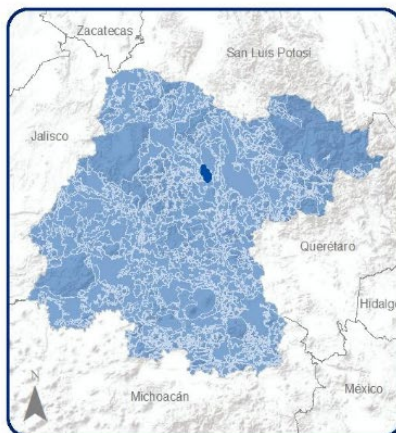 Zacatecas
San Luis Potosí
Jalisco
Querétaro
Hidalgo
México
Michoacán
N